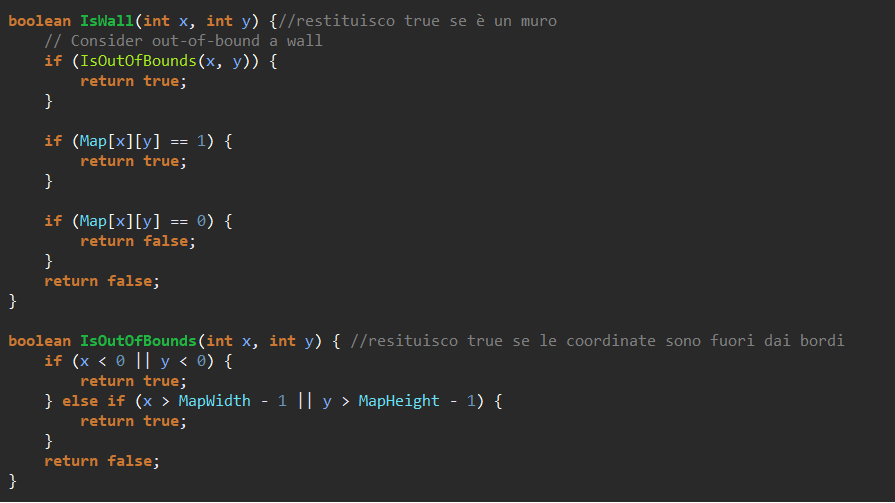 boolean IsWall(int x, int y) {//restituisco true se è un muro
    // Consider out-of-bound a wall
    if (IsOutOfBounds(x, y)) {
        return true;
    }

    if (Map[x][y] == 1) {
        return true;
    }

    if (Map[x][y] == 0) {
        return false;
    }
    return false;
}

boolean IsOutOfBounds(int x, int y) { //resituisco true se le coordinate sono fuori dai bordi
    if (x < 0 || y < 0) {
        return true;
    } else if (x > MapWidth - 1 || y > MapHeight - 1) {
        return true;
    }
    return false;
}